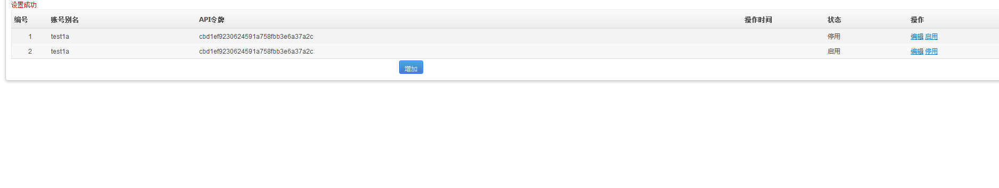 设置成功
编号 账号别名 API令牌 操作时间 状态 操作
1 test1a cbd1ef9230624591a758fbb3e6a37a2c 停用 编辑 启用
2 test1a cbd1ef9230624591a758fbb3e6a37a2c 启用 编辑 停用
增加